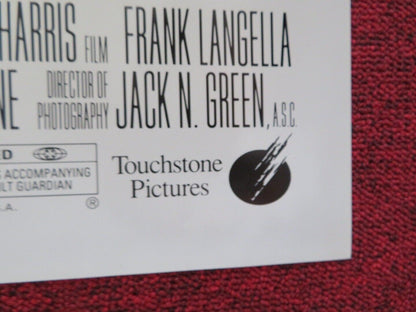 HARRIS FILM FRANK LANGELLA
NE DIRECTOR OF PHOTOGRAPHY JACK N. GREEN, A.S.C.
D
S ACCOMPANYING
ULT GUARDIAN
.A. ®
Touchstone
Pictures